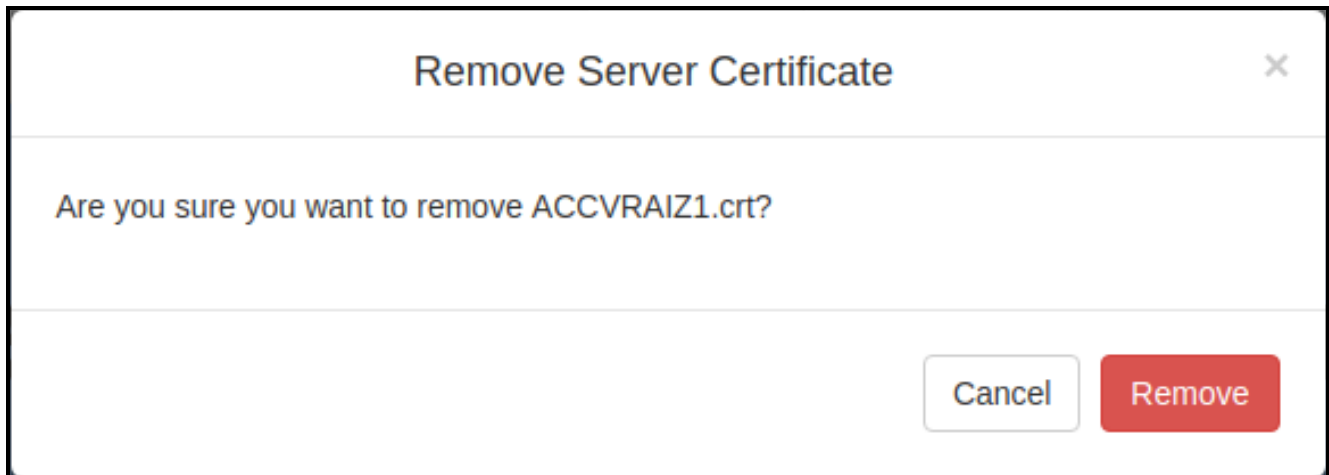 Remove Server Certificate
×
Are you sure you want to remove ACCVRAIZ1.crt?
Cancel
Remove